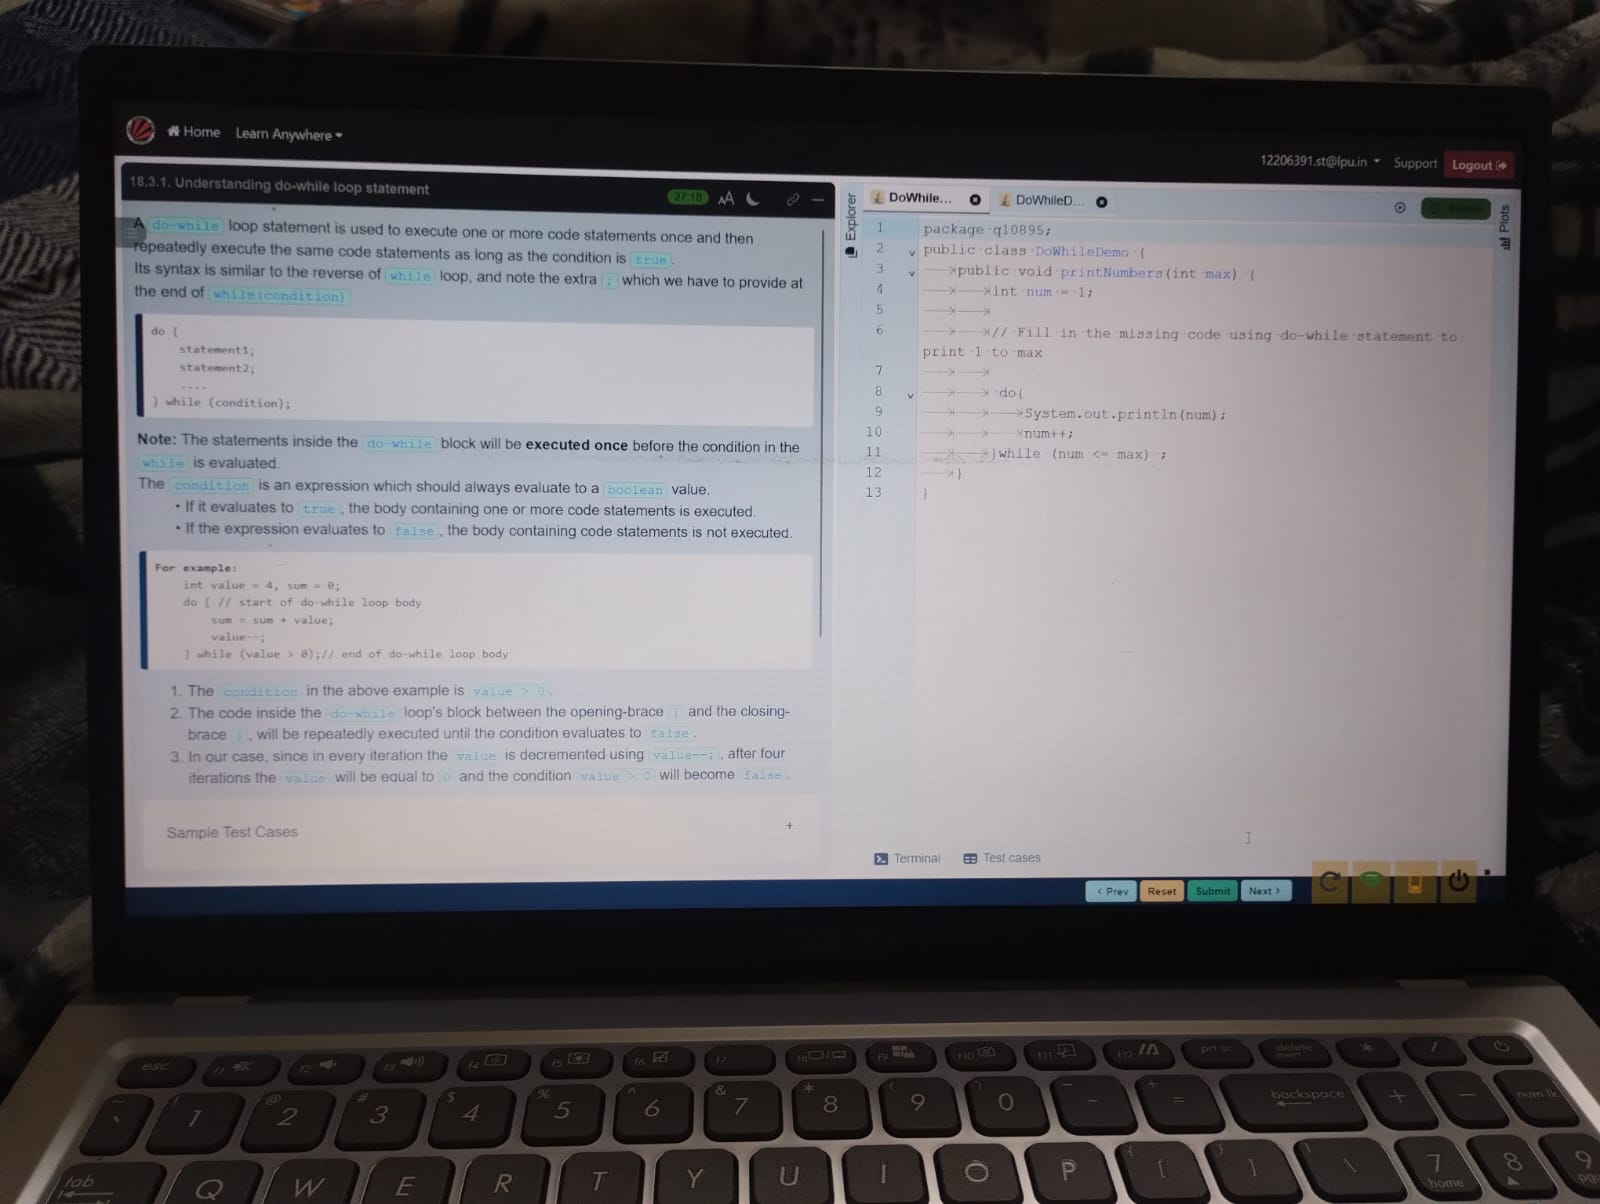 Home Learn Anywhere
12206391.st@lpu.in Support Logout
18.3.1. Understanding do-while loop statement
27:18 AA
A do-while loop statement is used to execute one or more code statements once and then
repeatedly execute the same code statements as long as the condition is true.
Its syntax is similar to the reverse of while loop, and note the extra ; which we have to provide at
the end of while(condition)
do {
statement1;
statement2;
....
} while (condition);
Note: The statements inside the do-while block will be executed once before the condition in the
while is evaluated.
The condition is an expression which should always evaluate to a boolean value.
• If it evaluates to true, the body containing one or more code statements is executed.
• If the expression evaluates to false, the body containing code statements is not executed.
For example:
int value = 4, sum = 0;
do { // start of do-while loop body
sum = sum + value;
value--;
} while (value > 0);// end of do-while loop body
1. The condition in the above example is value > 0.
2. The code inside the do-while loop's block between the opening-brace { and the closing-
brace }, will be repeatedly executed until the condition evaluates to false.
3. In our case, since in every iteration the value is decremented using value--;, after four
iterations the value will be equal to 0 and the condition value > 0 will become false.
Sample Test Cases +
Explorer
DoWhile... DoWhileD...
Plots
1 package q10895;
2 public class DoWhileDemo {
3 public void printNumbers(int max) {
4 int num = 1;
5
6 // Fill in the missing code using do-while statement to
print 1 to max
7
8 do{
9 System.out.println(num);
10 num++;
11 }while (num <= max) ;
12 }
13 }
Terminal Test cases
< Prev Reset Submit Next >
esc f1 f2 f3 f4 f5 f6 f7 f8 f9 f10 f11 f12 prt sc delete insert * /
~ ` ! 1 @ 2 # 3 $ 4 % 5 ^ 6 & 7 * 8 ( 9 ) 0 _ - + = backspace + - num lk
tab Q W E R T Y U I O P { [ } ] | \ 7 home 8 9